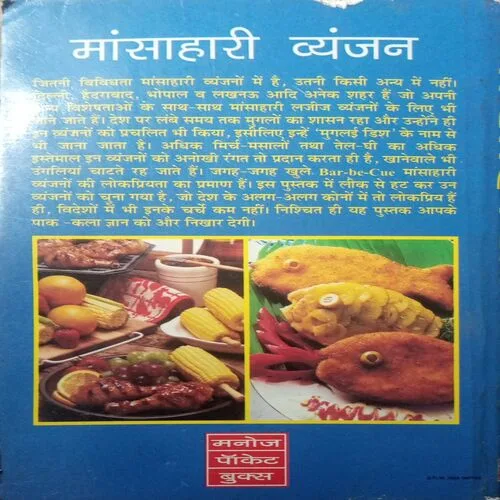 मांसाहारी व्यंजन
जितनी विविधता मांसाहारी व्यंजनों में है, उतनी किसी अन्य में नहीं।
दिल्ली, हैदराबाद, भोपाल व लखनऊ आदि अनेक शहर हैं जो अपनी
विशेषताओं के साथ-साथ मांसाहारी लजीज व्यंजनों के लिए भी
जाने जाते हैं। देश पर लंबे समय तक मुगलों का शासन रहा और उन्होंने ही
इन व्यंजनों को प्रचलित भी किया, इसीलिए इन्हें 'मुगलई डिश' के नाम से
भी जाना जाता है। अधिक मिर्च-मसालों तथा तेल-घी का अधिक
इस्तेमाल इन व्यंजनों को अनोखी रंगत तो प्रदान करता ही है, खानेवाले भी
उंगलियां चाटते रह जाते हैं। जगह-जगह खुले Bar-be-Cue मांसाहारी
व्यंजनों की लोकप्रियता का प्रमाण हैं। इस पुस्तक में लीक से हट कर उन
व्यंजनों को चुना गया है, जो देश के अलग-अलग कोनों में तो लोकप्रिय हैं
ही, विदेशों में भी इनके चर्चे कम नहीं। निश्चित ही यह पुस्तक आपके
पाक-कला ज्ञान को और निखार देगी।
मनोज
पॉकेट
बुक्स